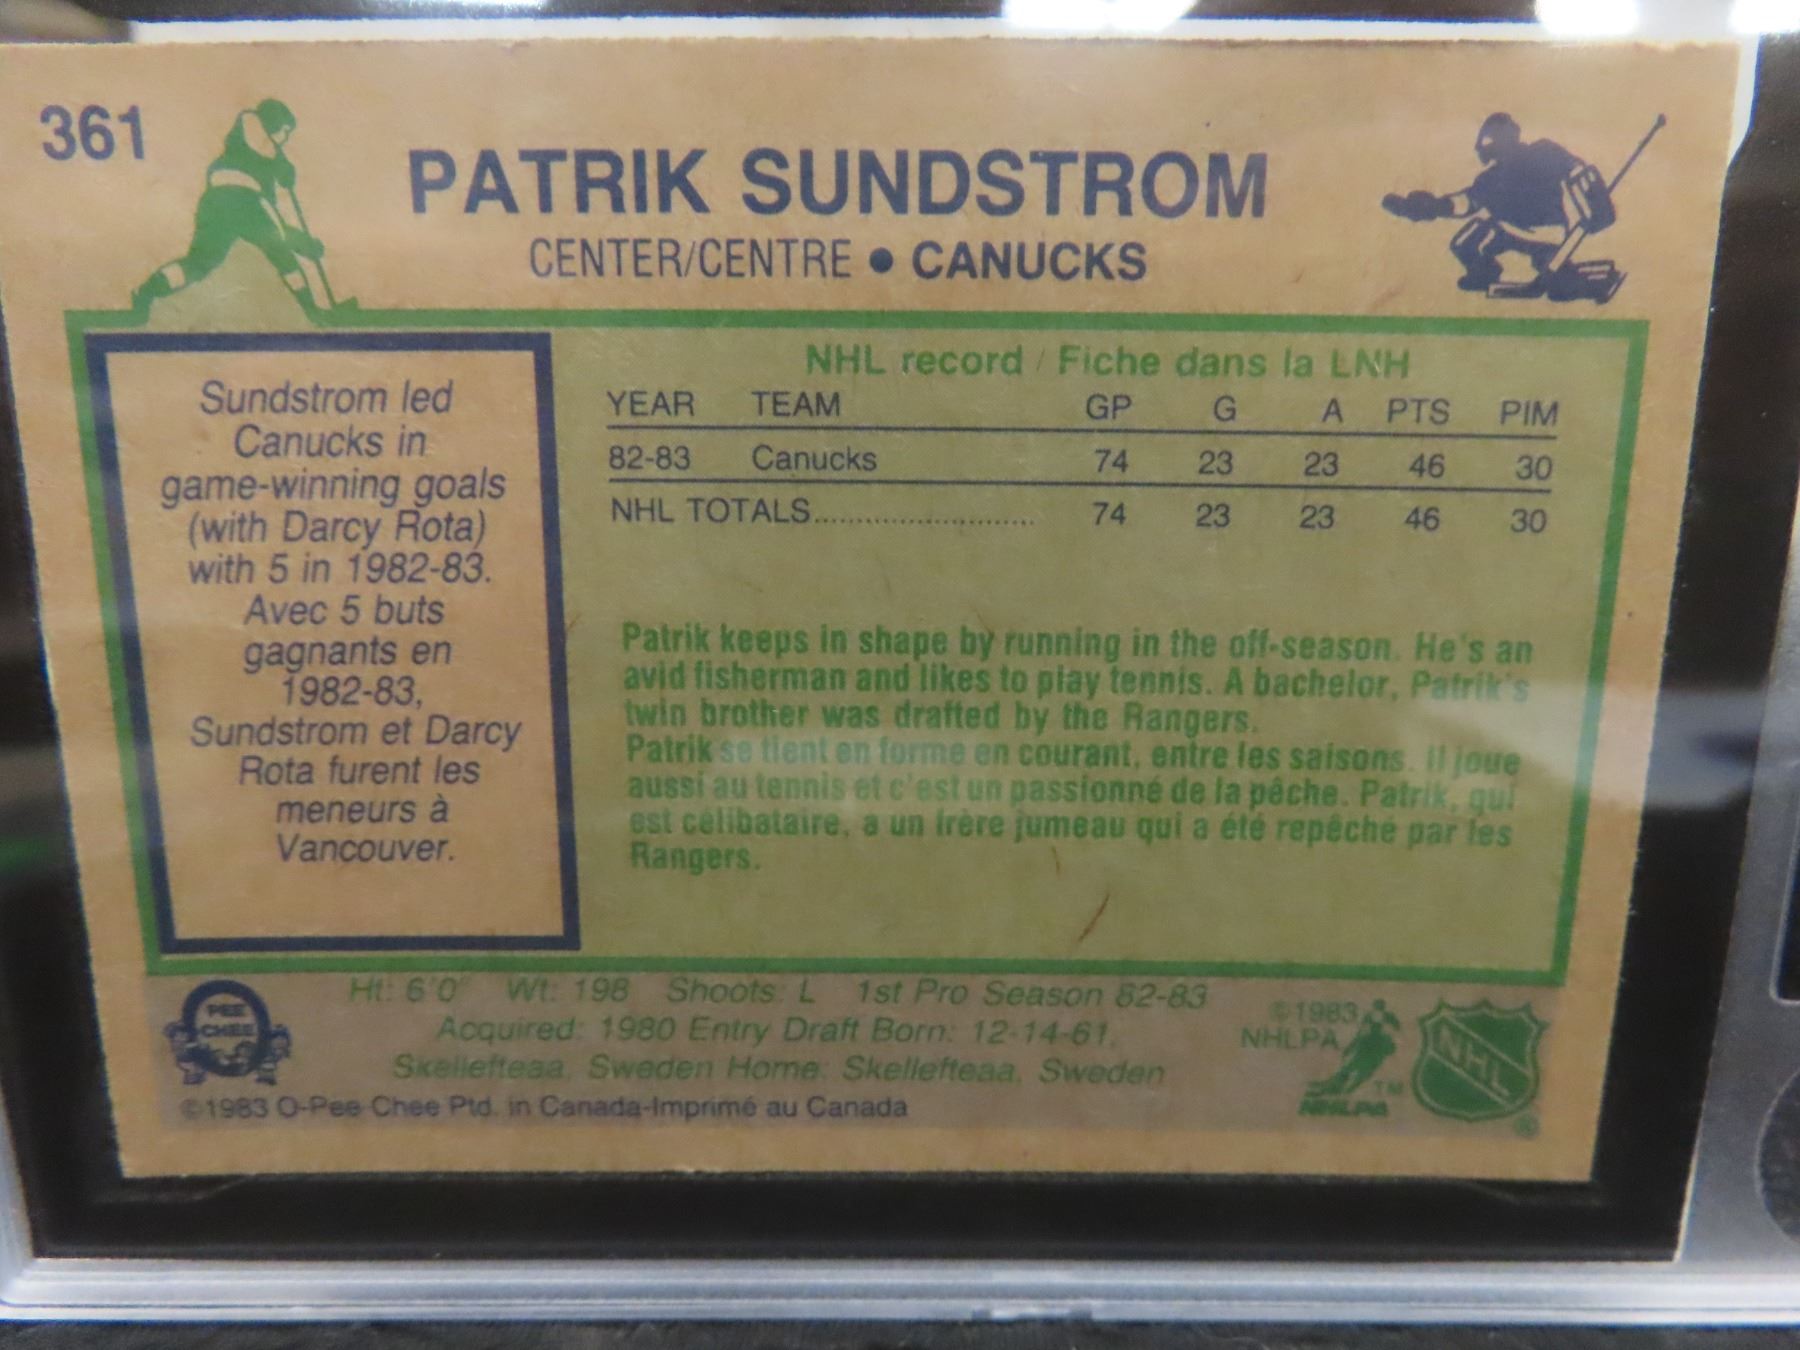 361
PATRIK SUNDSTROM
CENTER/CENTRE • CANUCKS
Sundstrom led
Canucks in
game-winning goals
(with Darcy Rota)
with 5 in 1982-83.
Avec 5 buts
gagnants en
1982-83,
Sundstrom et Darcy
Rota furent les
meneurs à
Vancouver.
NHL record / Fiche dans la LNH
YEAR TEAM GP G A PTS PIM
82-83 Canucks 74 23 23 46 30
NHL TOTALS.......................... 74 23 23 46 30
Patrik keeps in shape by running in the off-season. He's an
avid fisherman and likes to play tennis. A bachelor, Patrik's
twin brother was drafted by the Rangers.
Patrik se tient en forme en courant, entre les saisons. Il joue
aussi au tennis et c'est un passionné de la pêche. Patrik, qui
est célibataire, a un frère jumeau qui a été repêché par les
Rangers.
O PEE
CHEE
Ht: 6'0" Wt: 198 Shoots: L 1st Pro Season 82-83
Acquired: 1980 Entry Draft Born: 12-14-61,
Skellefteaa, Sweden Home: Skellefteaa, Sweden
©1983 O-Pee-Chee Ptd. in Canada-Imprimé au Canada
©1983
NHLPA
TM
NHLPA
NHL
®